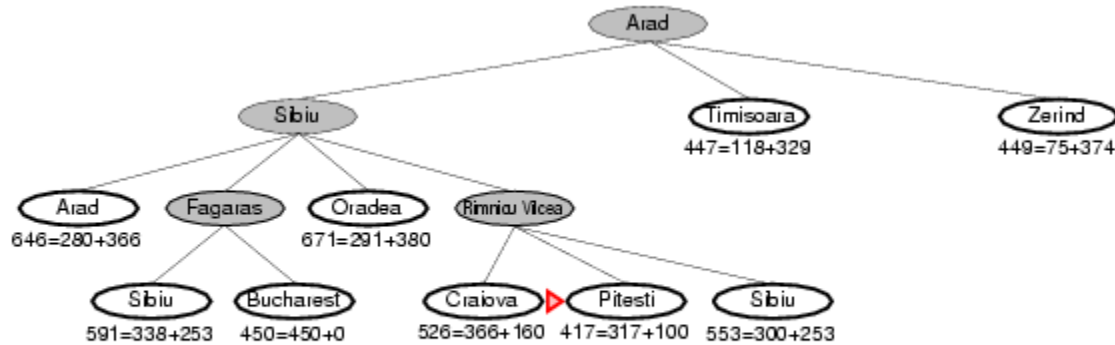 Arad
Sibiu
Timisoara
Zerind
447=118+329
449=75+374
Arad
Fagaras
Oradea
Rimnicu Vilcea
646=280+366
671=291+380
Sibiu
Bucharest
Craiova
Pitesti
Sibiu
591=338+253
450=450+0
526=366+160
417=317+100
553=300+253